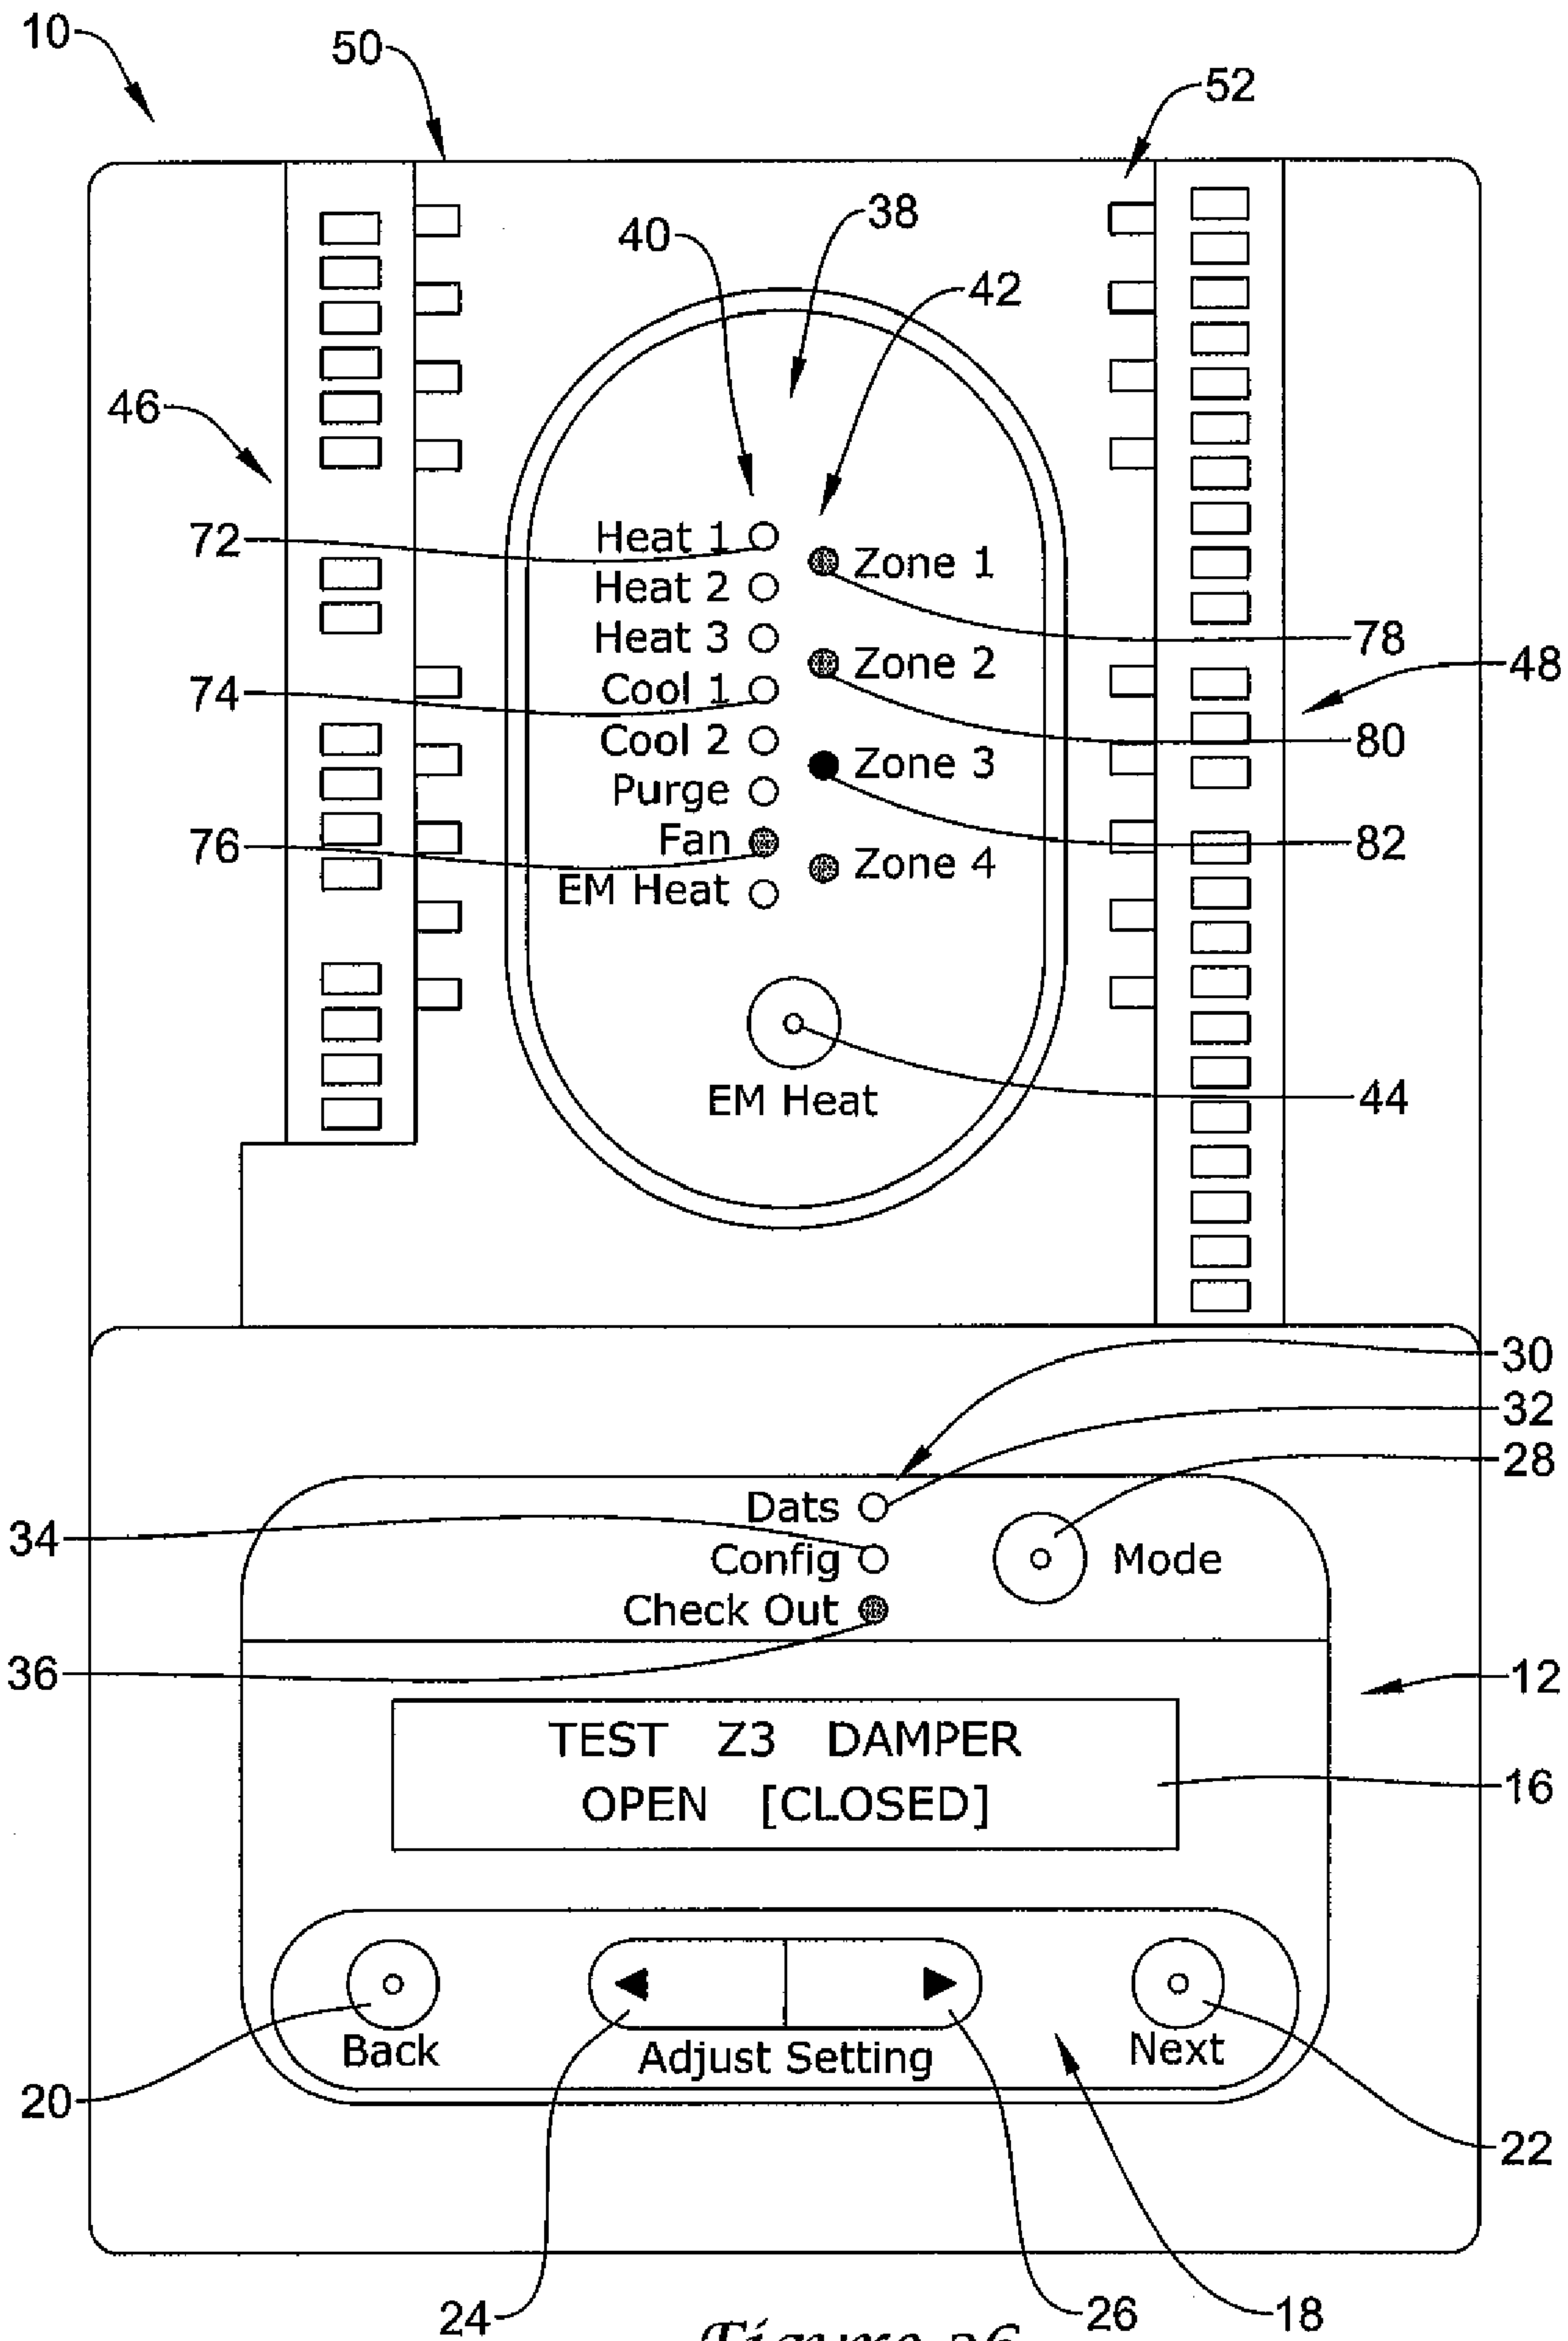 10
50
52
38
40
42
46
72
Heat 1
Zone 1
Heat 2
78
Heat 3
Zone 2
48
74
Cool 1
Cool 2
80
Zone 3
Purge
76
Fan
82
Zone 4
EM Heat
44
EM Heat
30
32
28
Dats
34
Config
Mode
Check Out
36
12
TEST Z3 DAMPER
16
OPEN [CLOSED]
Back
Adjust Setting
Next
20
22
24
26
18